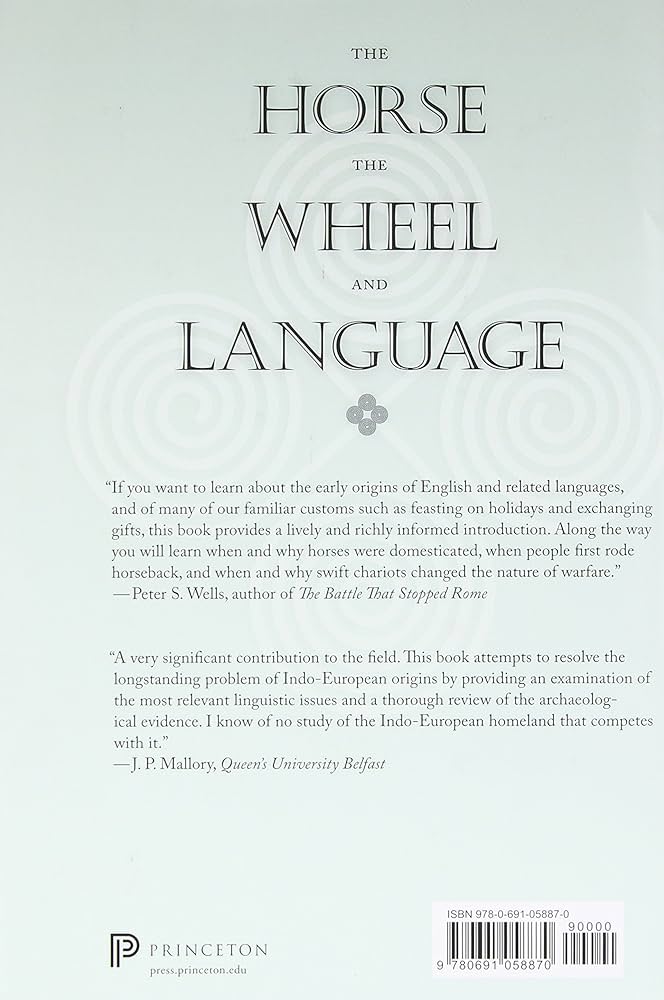 THE
HORSE
THE
WHEEL
AND
LANGUAGE
“If you want to learn about the early origins of English and related languages,
and of many of our familiar customs such as feasting on holidays and exchanging
gifts, this book provides a lively and richly informed introduction. Along the way
you will learn when and why horses were domesticated, when people first rode
horseback, and when and why swift chariots changed the nature of warfare.”
—Peter S. Wells, author of The Battle That Stopped Rome
“A very significant contribution to the field. This book attempts to resolve the
longstanding problem of Indo-European origins by providing an examination of
the most relevant linguistic issues and a thorough review of the archaeolog-
ical evidence. I know of no study of the Indo-European homeland that competes
with it.”
—J. P. Mallory, Queen’s University Belfast
PRINCETON
press.princeton.edu
ISBN 978-0-691-05887-0
90000
9 780691 058870